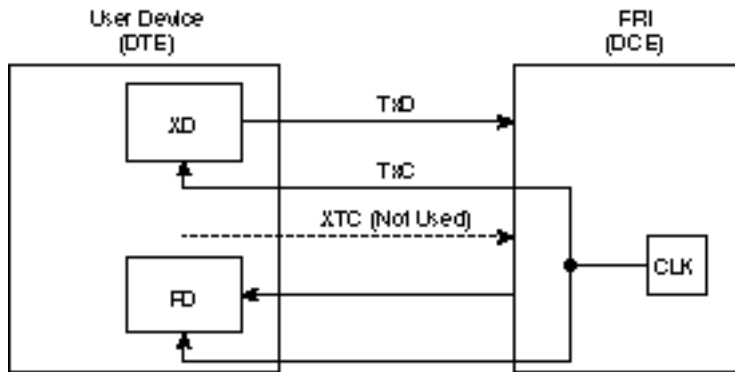 User Device
(DTE)
FRI
(DCE)
XD
TxD
TxC
XTC (Not Used)
RD
CLK